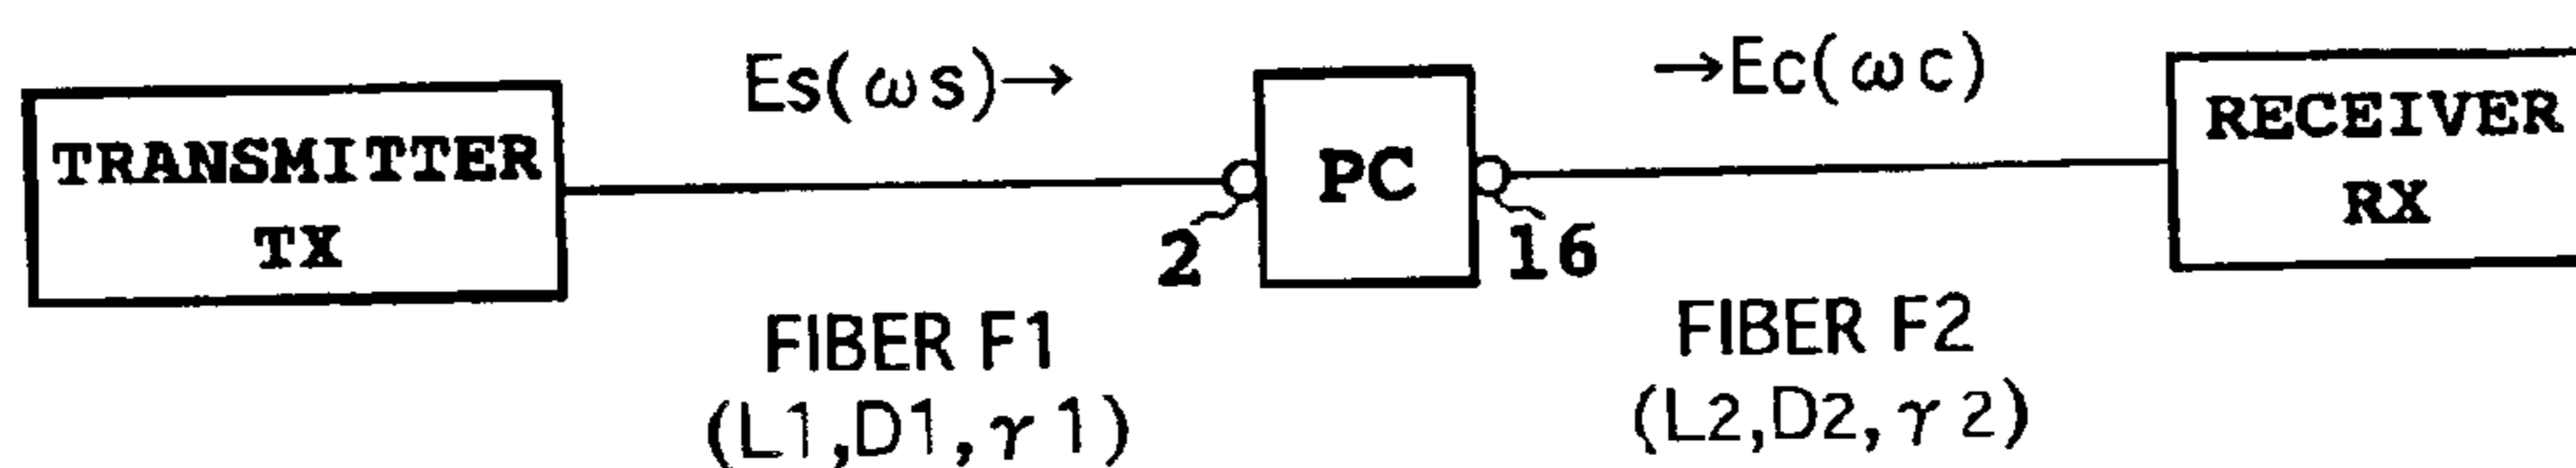 TRANSMITTER
TX
Es(ωs)→
2
PC
16
→Ec(ωc)
RECEIVER
RX
FIBER F1
(L1,D1,γ1)
FIBER F2
(L2,D2,γ2)